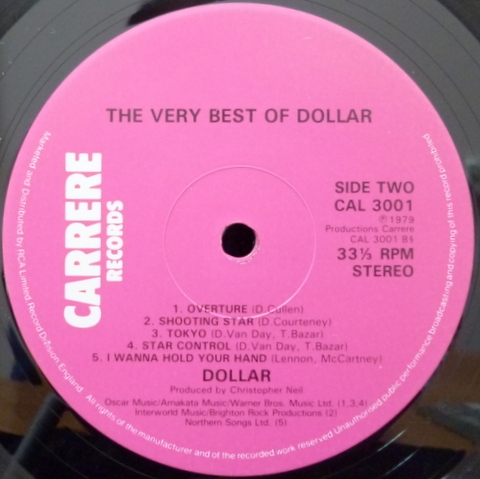 THE VERY BEST OF DOLLAR
CARRERE
RECORDS
SIDE TWO
CAL 3001
℗ 1979
Productions Carrere
CAL 3001 B1
33⅓ RPM
STEREO
1. OVERTURE (D.Cullen)
2. SHOOTING STAR (D.Courteney)
3. TOKYO (D.Van Day, T.Bazar)
4. STAR CONTROL (D.Van Day, T.Bazar)
5. I WANNA HOLD YOUR HAND (Lennon, McCartney)
DOLLAR
Produced by Christopher Neil
Oscar Music/Amakata Music/Warner Bros. Music Ltd. (1,3,4)
Interworld Music/Brighton Rock Productions (2)
Northern Songs Ltd. (5)
Marketed and Distributed by RCA Limited, Record Division, England. All rights of the manufacturer and of the recorded work reserved Unauthorised public performance broadcasting and copying of this record prohibited